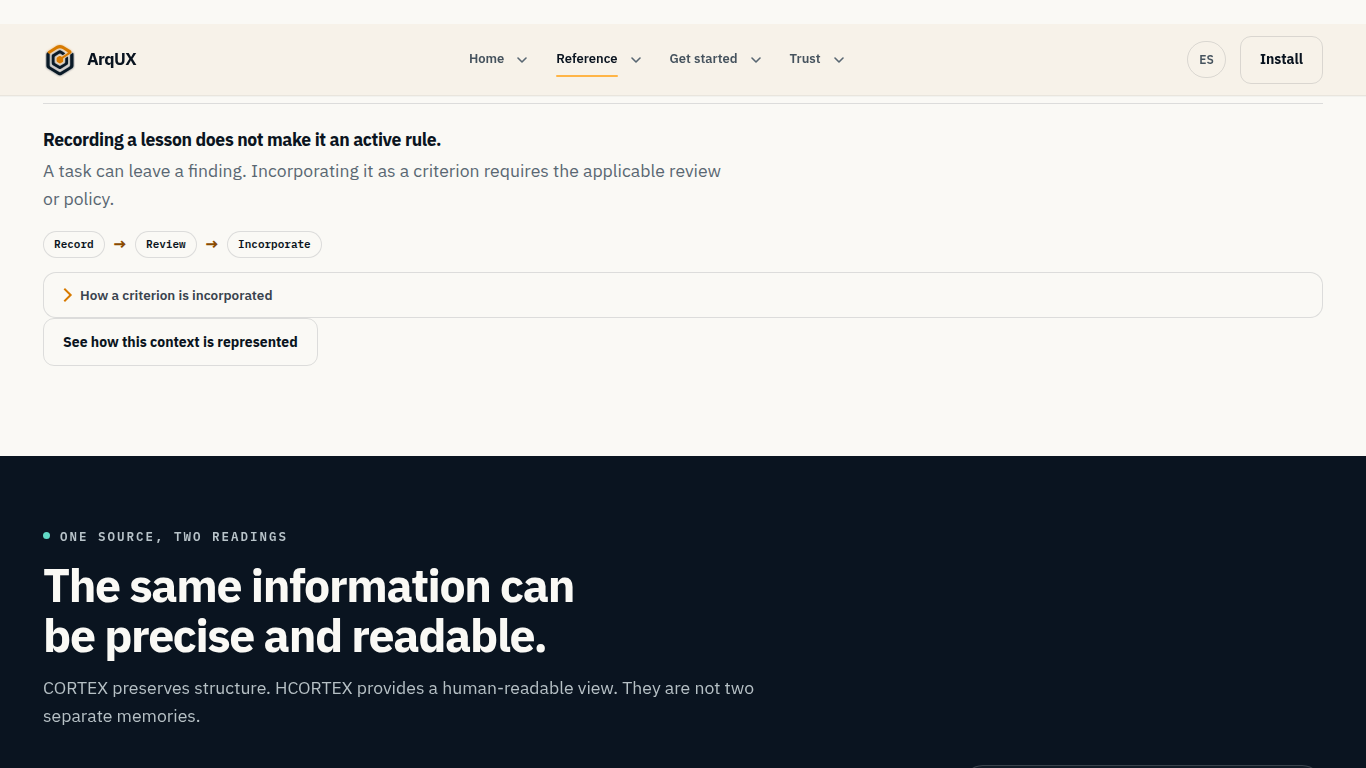 ArqUX
Home
Reference
Get started
Trust
ES
Install
Recording a lesson does not make it an active rule.
A task can leave a finding. Incorporating it as a criterion requires the applicable review
or policy.
Record → Review → Incorporate
How a criterion is incorporated
See how this context is represented
ONE SOURCE, TWO READINGS
The same information can
be precise and readable.
CORTEX preserves structure. HCORTEX provides a human-readable view. They are not two
separate memories.